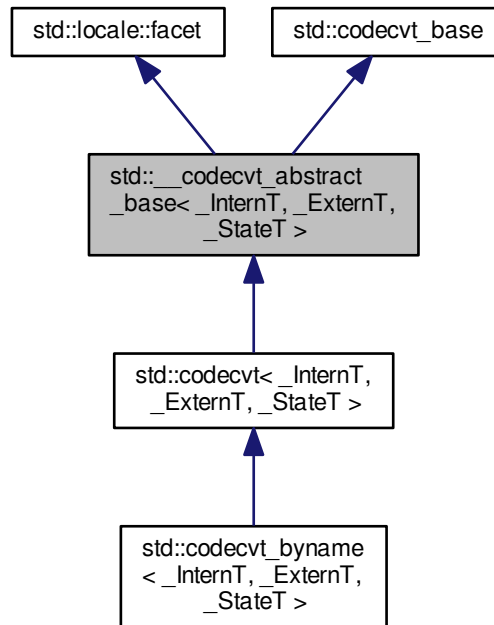 std::locale::facet
std::codecvt_base
std::__codecvt_abstract
_base< _InternT, _ExternT,
_StateT >
std::codecvt< _InternT,
_ExternT, _StateT >
std::codecvt_byname
< _InternT, _ExternT,
_StateT >